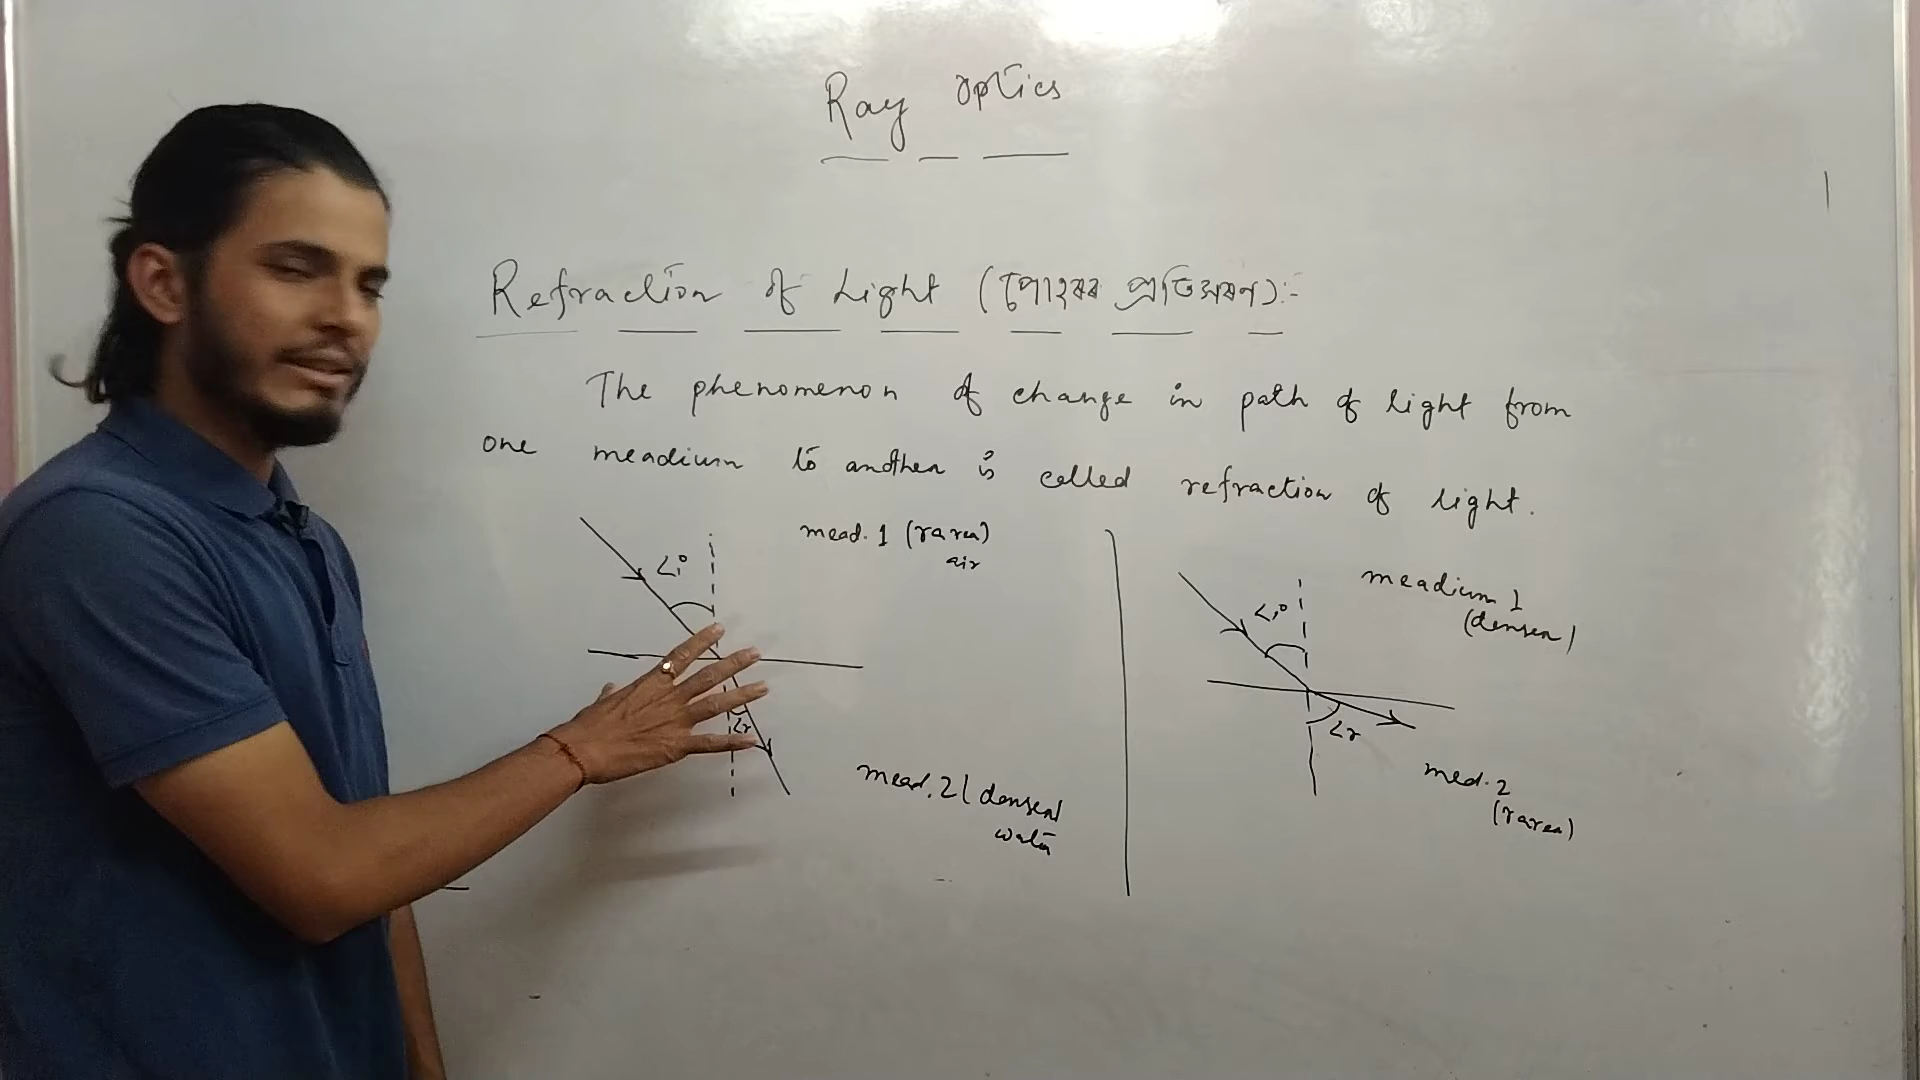 Ray optics
Refraction of Light (পোহৰৰ প্ৰতিসৰণ):-
The phenomenon of change in path of light from
one meadium to another is called refraction of light.
∠i
mead. 1 (rarer)
air
∠r
mead. 2 (denser)
water
∠i
meadium 1
(denser)
∠r
med. 2
(rarer)